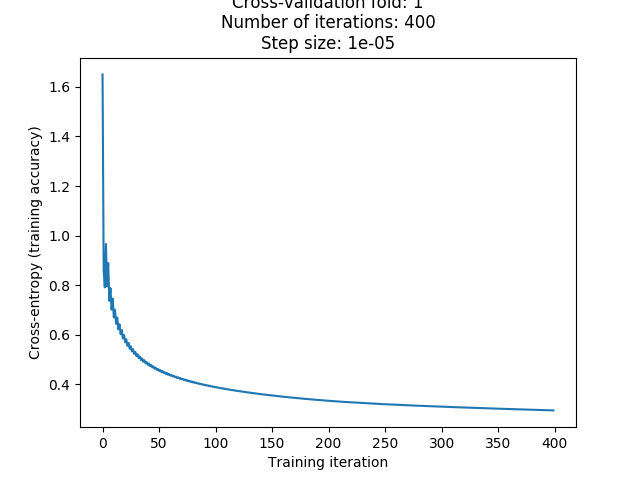 Cross-validation fold: 1
Number of iterations: 400
Step size: 1e-05
1.6
1.4
1.2
1.0
0.8
0.6
0.4
Cross-entropy (training accuracy)
0 50 100 150 200 250 300 350 400
Training iteration